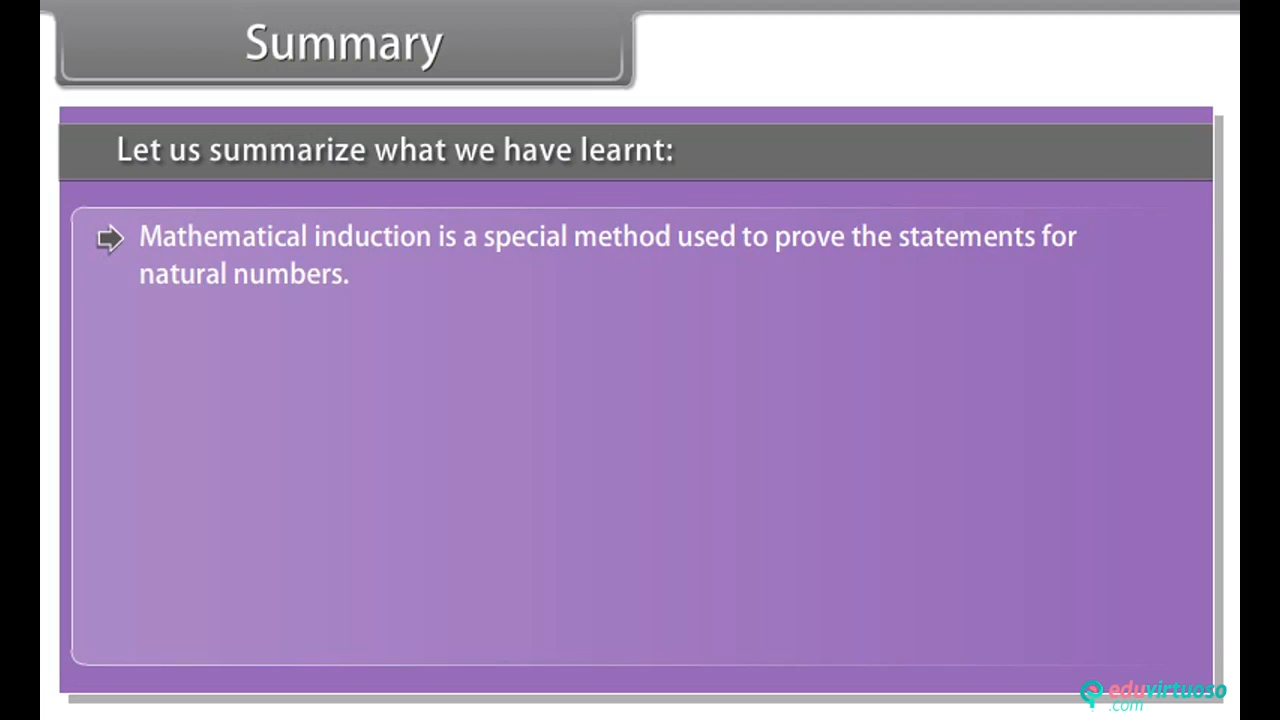 Summary
Let us summarize what we have learnt:
Mathematical induction is a special method used to prove the statements for
natural numbers.
eduvirtuoso
.com